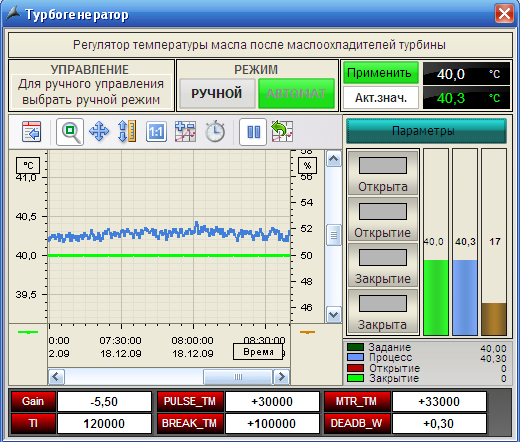 Турбогенератор
Регулятор температуры масла после маслоохладителей турбины
УПРАВЛЕНИЕ
Для ручного управления
выбрать ручной режим
РЕЖИМ
РУЧНОЙ
АВТОМАТ
Применить
40,0 °C
Акт.знач.
40,3 °C
1:1
Параметры
°C
41,0
40,5
40,0
39,5
%
58
56
54
52
50
48
46
Открыта
Открытие
Закрытие
Закрыта
40,0
40,3
17
0:00 07:30:00 08:00:00 08:30:00
2.09 18.12.09 18.12.09
Время
Задание 40,00
Процесс 40,30
Открытие 0
Закрытие 0
Gain -5,50 PULSE_TM +30000 MTR_TM +33000
TI 120000 BREAK_TM +100000 DEADB_W +0,30